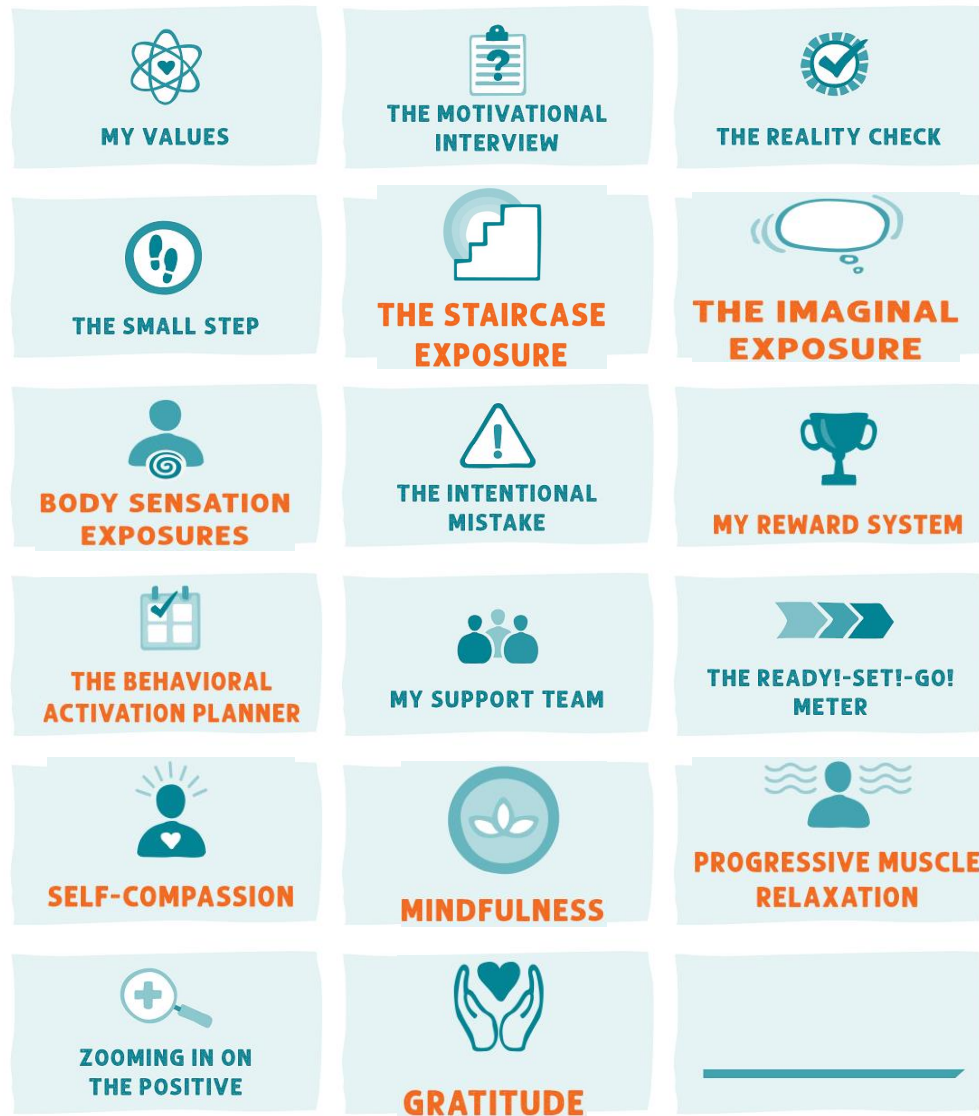 MY VALUES
THE MOTIVATIONAL
INTERVIEW
THE REALITY CHECK
THE SMALL STEP
THE STAIRCASE
EXPOSURE
THE IMAGINAL
EXPOSURE
BODY SENSATION
EXPOSURES
THE INTENTIONAL
MISTAKE
MY REWARD SYSTEM
THE BEHAVIORAL
ACTIVATION PLANNER
MY SUPPORT TEAM
THE READY!-SET!-GO!
METER
SELF-COMPASSION
MINDFULNESS
PROGRESSIVE MUSCLE
RELAXATION
ZOOMING IN ON
THE POSITIVE
GRATITUDE